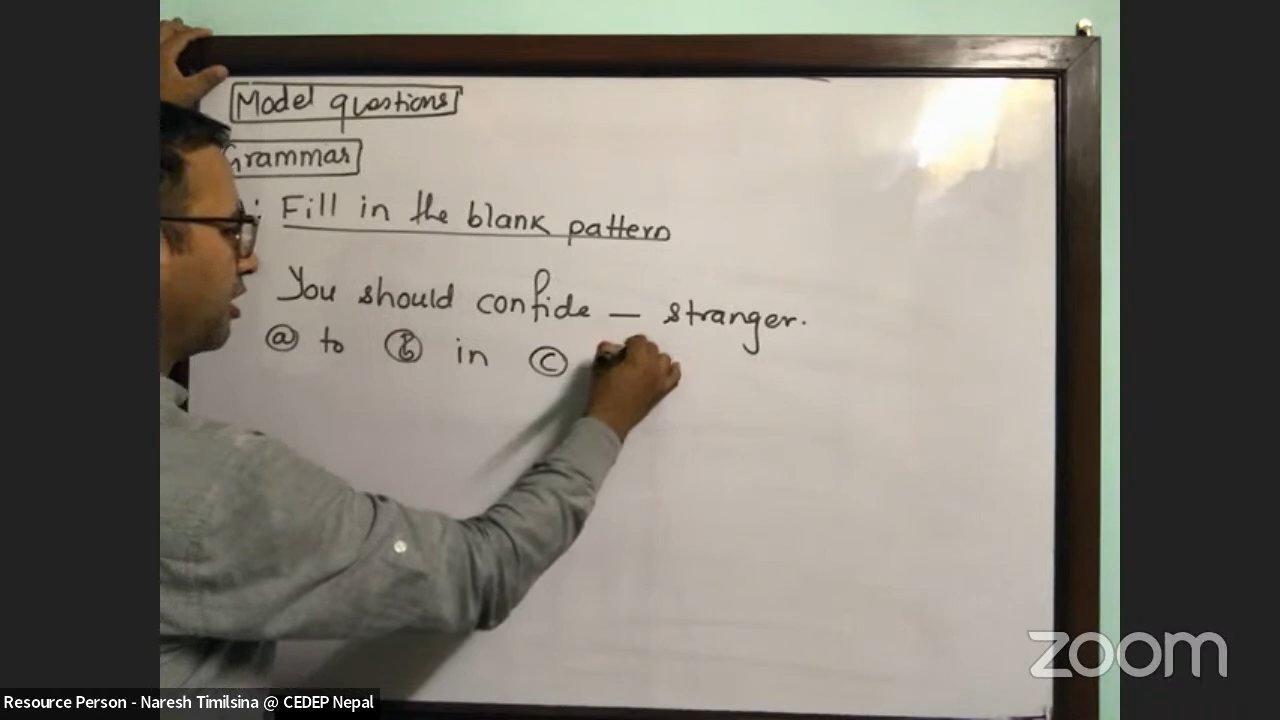 Model questions
Grammar
: Fill in the blank pattern
You should confide — stranger.
ⓐ to ⓑ in ⓒ
zoom
Resource Person - Naresh Timilsina @ CEDEP Nepal